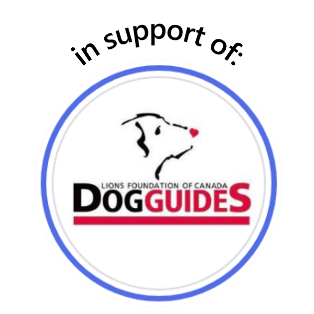 in support of:
LIONS FOUNDATION OF CANADA
DOGGUIDES